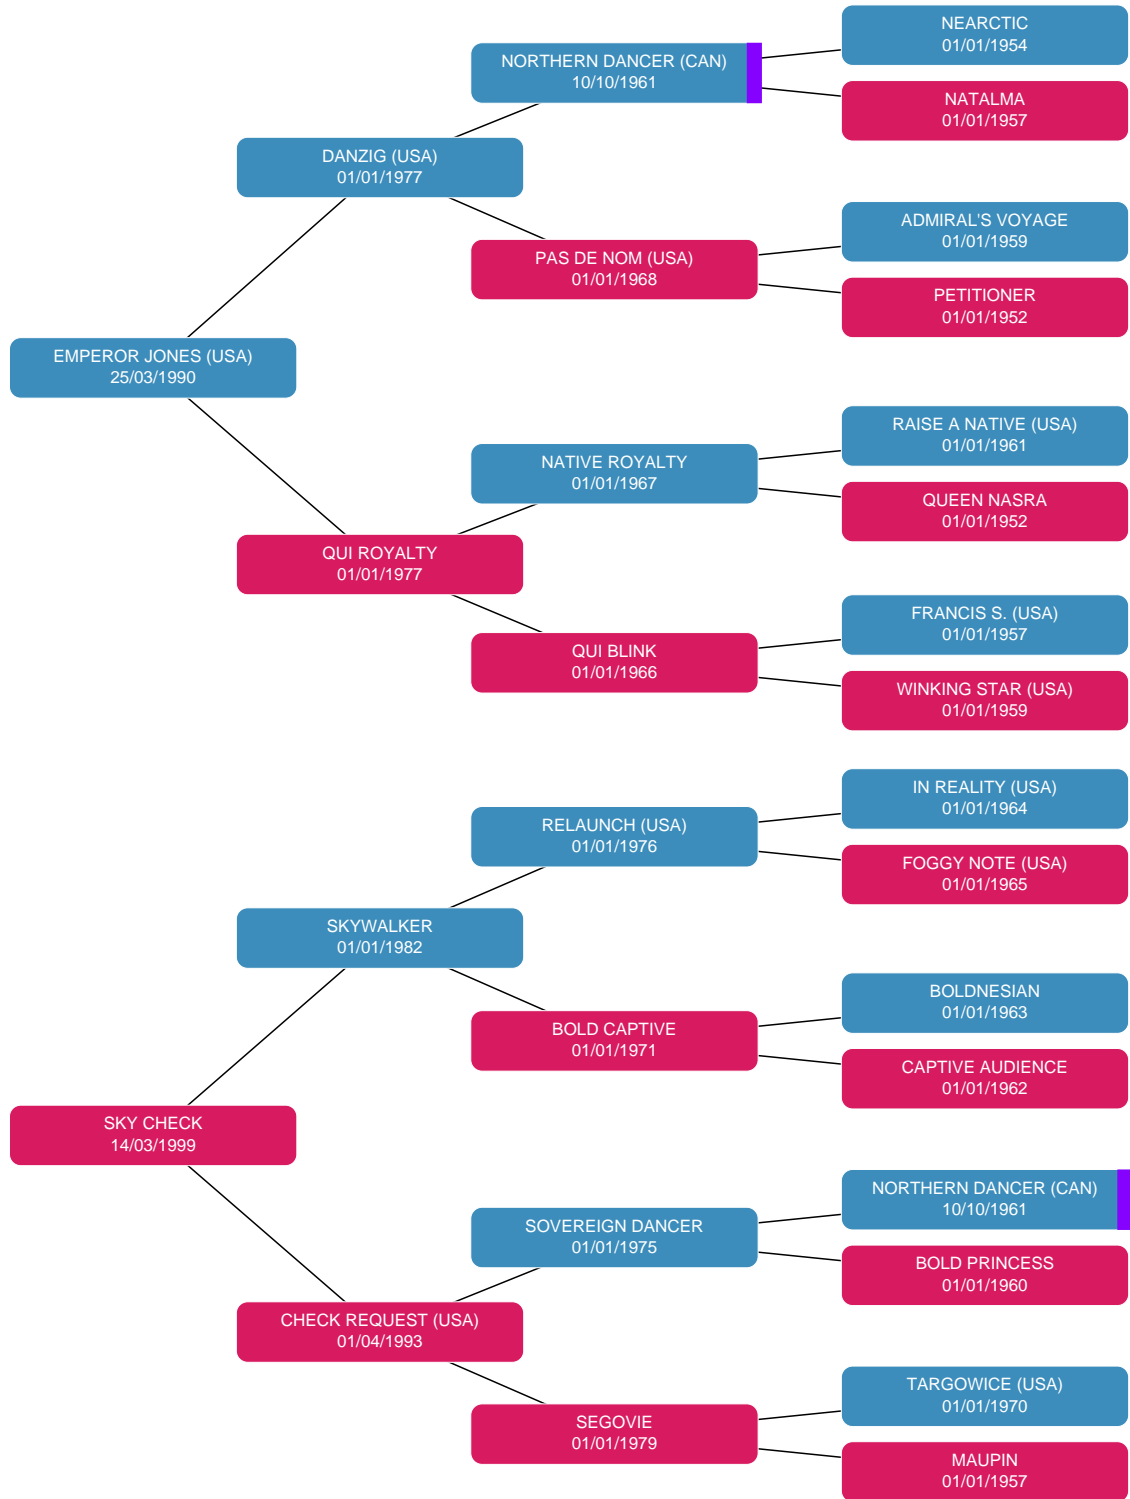 NEARCTIC
01/01/1954
NORTHERN DANCER (CAN)
10/10/1961
NATALMA
01/01/1957
DANZIG (USA)
01/01/1977
ADMIRAL'S VOYAGE
01/01/1959
PAS DE NOM (USA)
01/01/1968
PETITIONER
01/01/1952
EMPEROR JONES (USA)
25/03/1990
RAISE A NATIVE (USA)
01/01/1961
NATIVE ROYALTY
01/01/1967
QUEEN NASRA
01/01/1952
QUI ROYALTY
01/01/1977
FRANCIS S. (USA)
01/01/1957
QUI BLINK
01/01/1966
WINKING STAR (USA)
01/01/1959
IN REALITY (USA)
01/01/1964
RELAUNCH (USA)
01/01/1976
FOGGY NOTE (USA)
01/01/1965
SKYWALKER
01/01/1982
BOLDNESIAN
01/01/1963
BOLD CAPTIVE
01/01/1971
CAPTIVE AUDIENCE
01/01/1962
SKY CHECK
14/03/1999
NORTHERN DANCER (CAN)
10/10/1961
SOVEREIGN DANCER
01/01/1975
BOLD PRINCESS
01/01/1960
CHECK REQUEST (USA)
01/04/1993
TARGOWICE (USA)
01/01/1970
SEGOVIE
01/01/1979
MAUPIN
01/01/1957